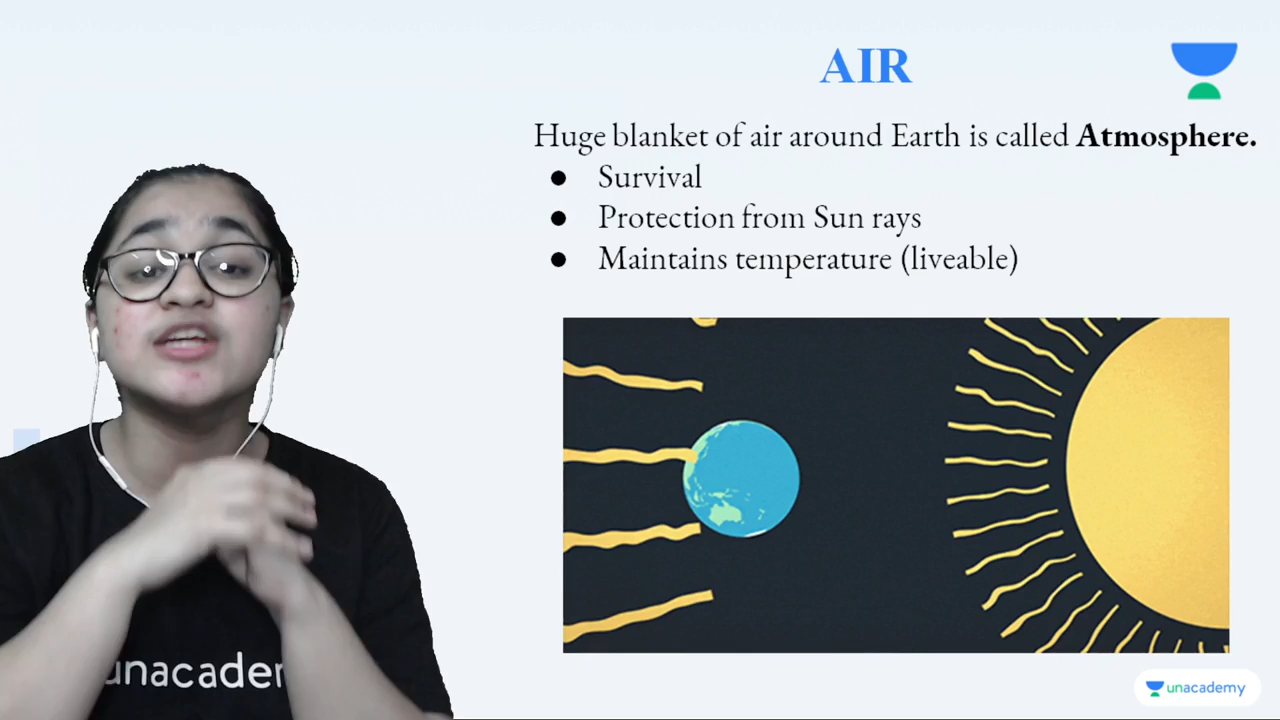 AIR
Huge blanket of air around Earth is called Atmosphere.
● Survival
● Protection from Sun rays
● Maintains temperature (liveable)
unacadem
unacademy